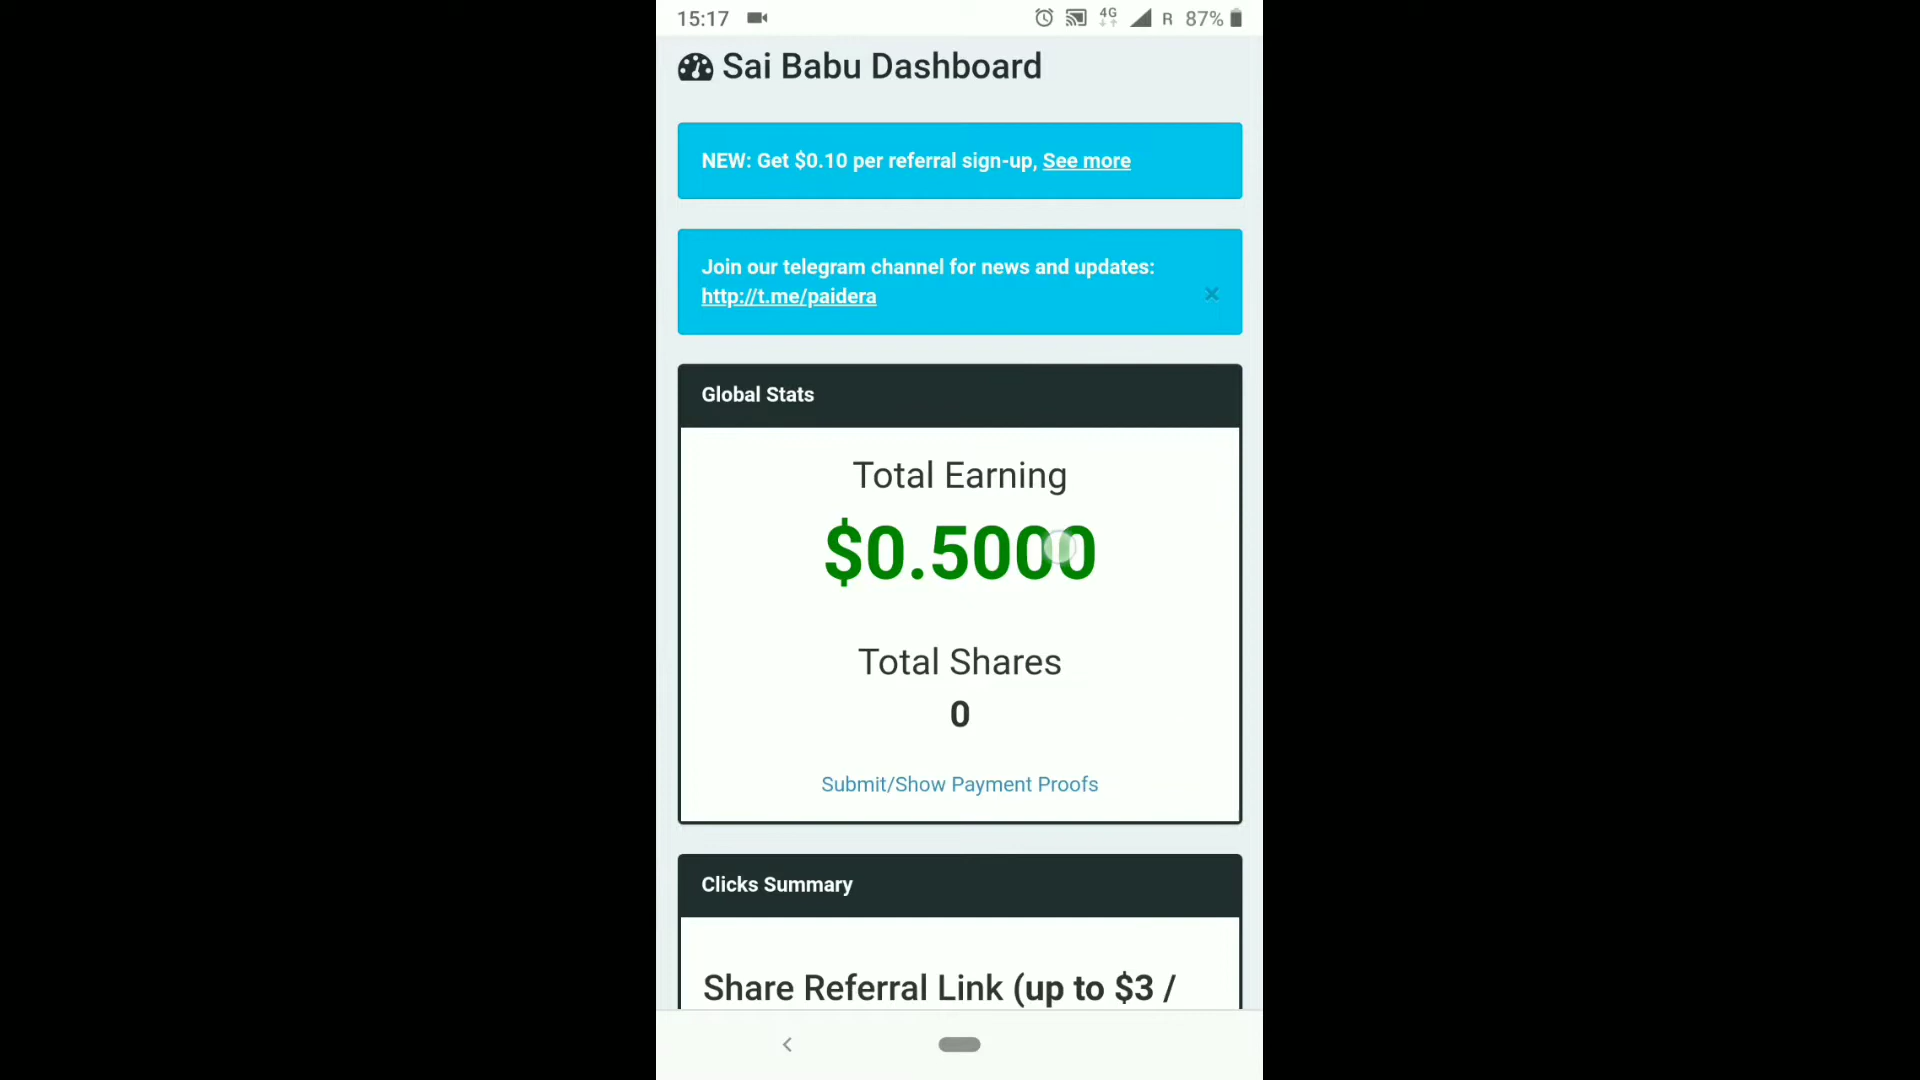 15:17 4G R 87%
Sai Babu Dashboard
NEW: Get $0.10 per referral sign-up, See more
Join our telegram channel for news and updates:
http://t.me/paidera
×
Global Stats
Total Earning
$0.5000
Total Shares
0
Submit/Show Payment Proofs
Clicks Summary
Share Referral Link (up to $3 /